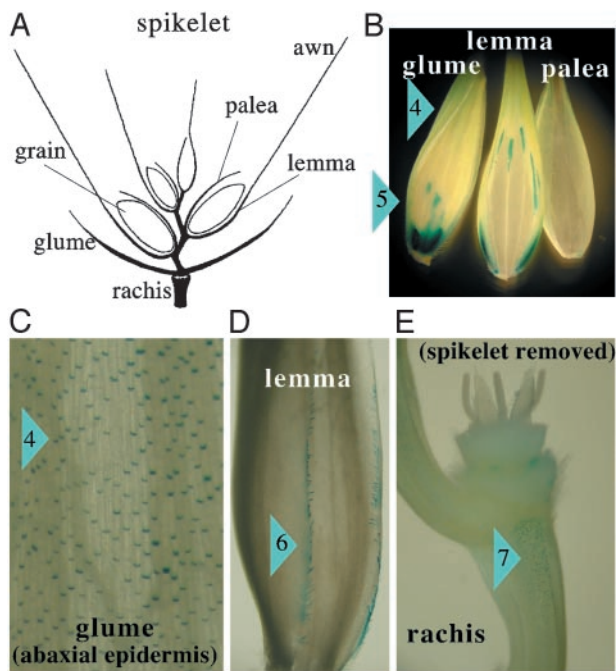 A
spikelet
awn
palea
grain
lemma
glume
rachis
B
lemma
glume
palea
4
5
C
4
glume
(abaxial epidermis)
D
lemma
6
E
(spikelet removed)
7
rachis